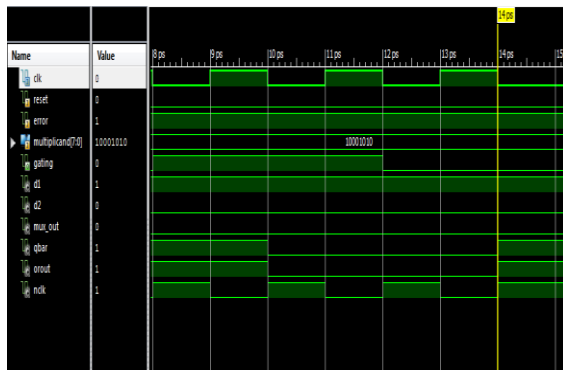 14 ps
Name Value 8 ps 9 ps 10 ps 11 ps 12 ps 13 ps 14 ps 15
clk 0
reset 0
error 1
multiplicand[7:0] 10001010 10001010
gating 0
d1 1
d2 0
mux_out 0
qbar 1
orout 1
nclk 1